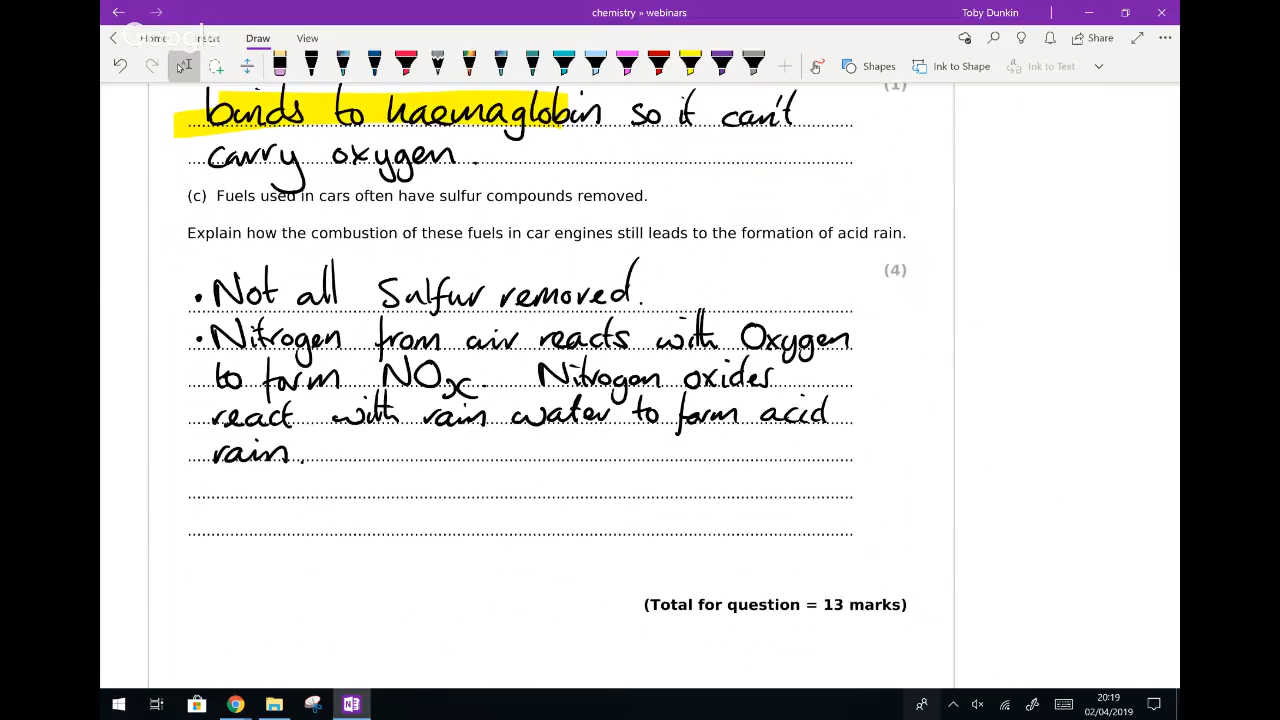 chemistry » webinars
Toby Dunkin
Google
Home Insert Draw View
Share
Shapes Ink to Shape Ink to Text
(1)
binds to haemaglobin so it can't
carry oxygen.
(c) Fuels used in cars often have sulfur compounds removed.
Explain how the combustion of these fuels in car engines still leads to the formation of acid rain.
(4)
• Not all Sulfur removed.
• Nitrogen from air reacts with Oxygen
to form NOx. Nitrogen oxides
react with rain water to form acid
rain.
(Total for question = 13 marks)
20:19
02/04/2019